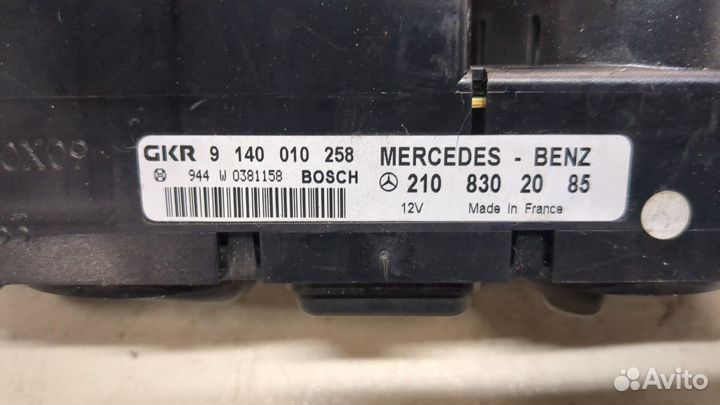 GKR 9 140 010 258 MERCEDES - BENZ
944 W 0381158 BOSCH 210 830 20 85
12V Made In France
Avito